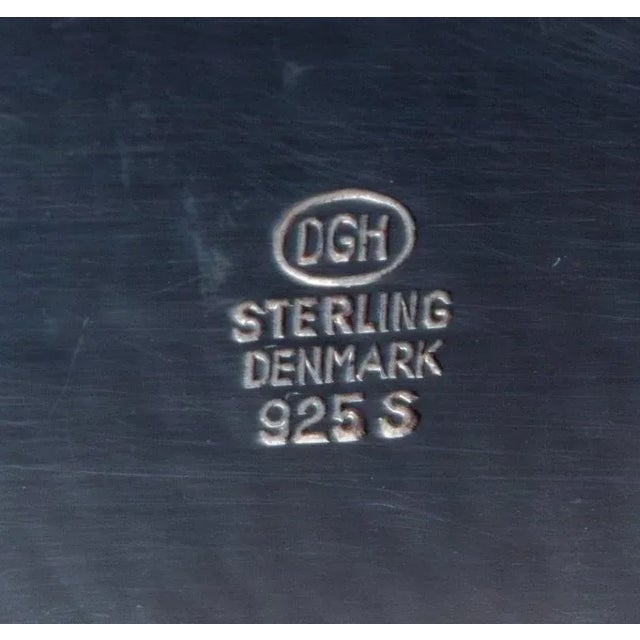 DGH
STERLING
DENMARK
925 S